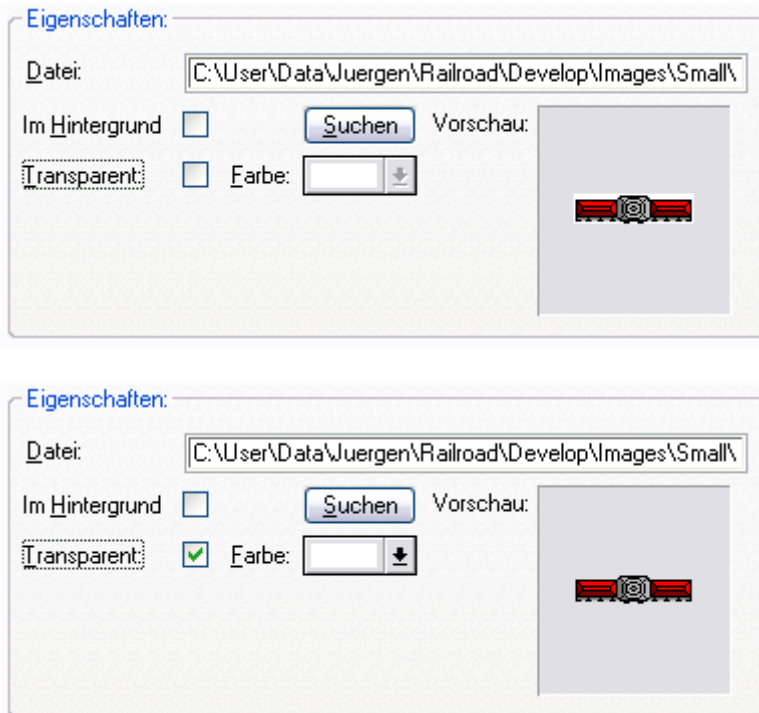 Eigenschaften:
Datei: C:\User\Data\Juergen\Railroad\Develop\Images\Small\
Im Hintergrund Suchen Vorschau:
Transparent: Farbe:
Eigenschaften:
Datei: C:\User\Data\Juergen\Railroad\Develop\Images\Small\
Im Hintergrund Suchen Vorschau:
Transparent: Farbe: